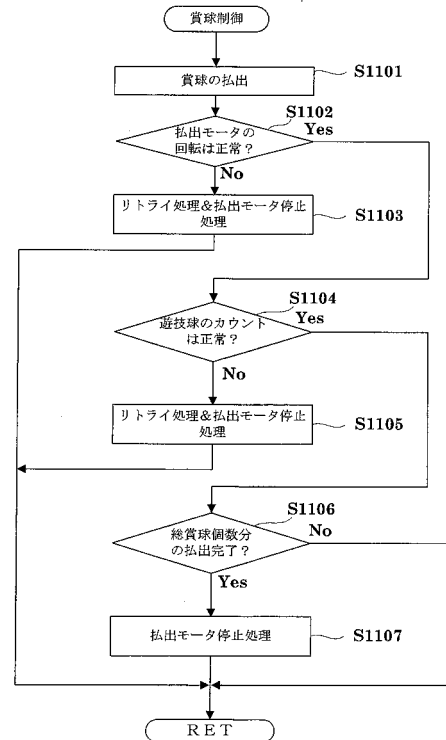 賞球制御
賞球の払出
S1101
S1102
払出モータの
回転は正常？
Yes
No
リトライ処理&払出モータ停止
処理
S1103
S1104
遊技球のカウント
は正常？
Yes
No
リトライ処理&払出モータ停止
処理
S1105
S1106
総賞球個数分
の払出完了？
No
Yes
払出モータ停止処理
S1107
RET